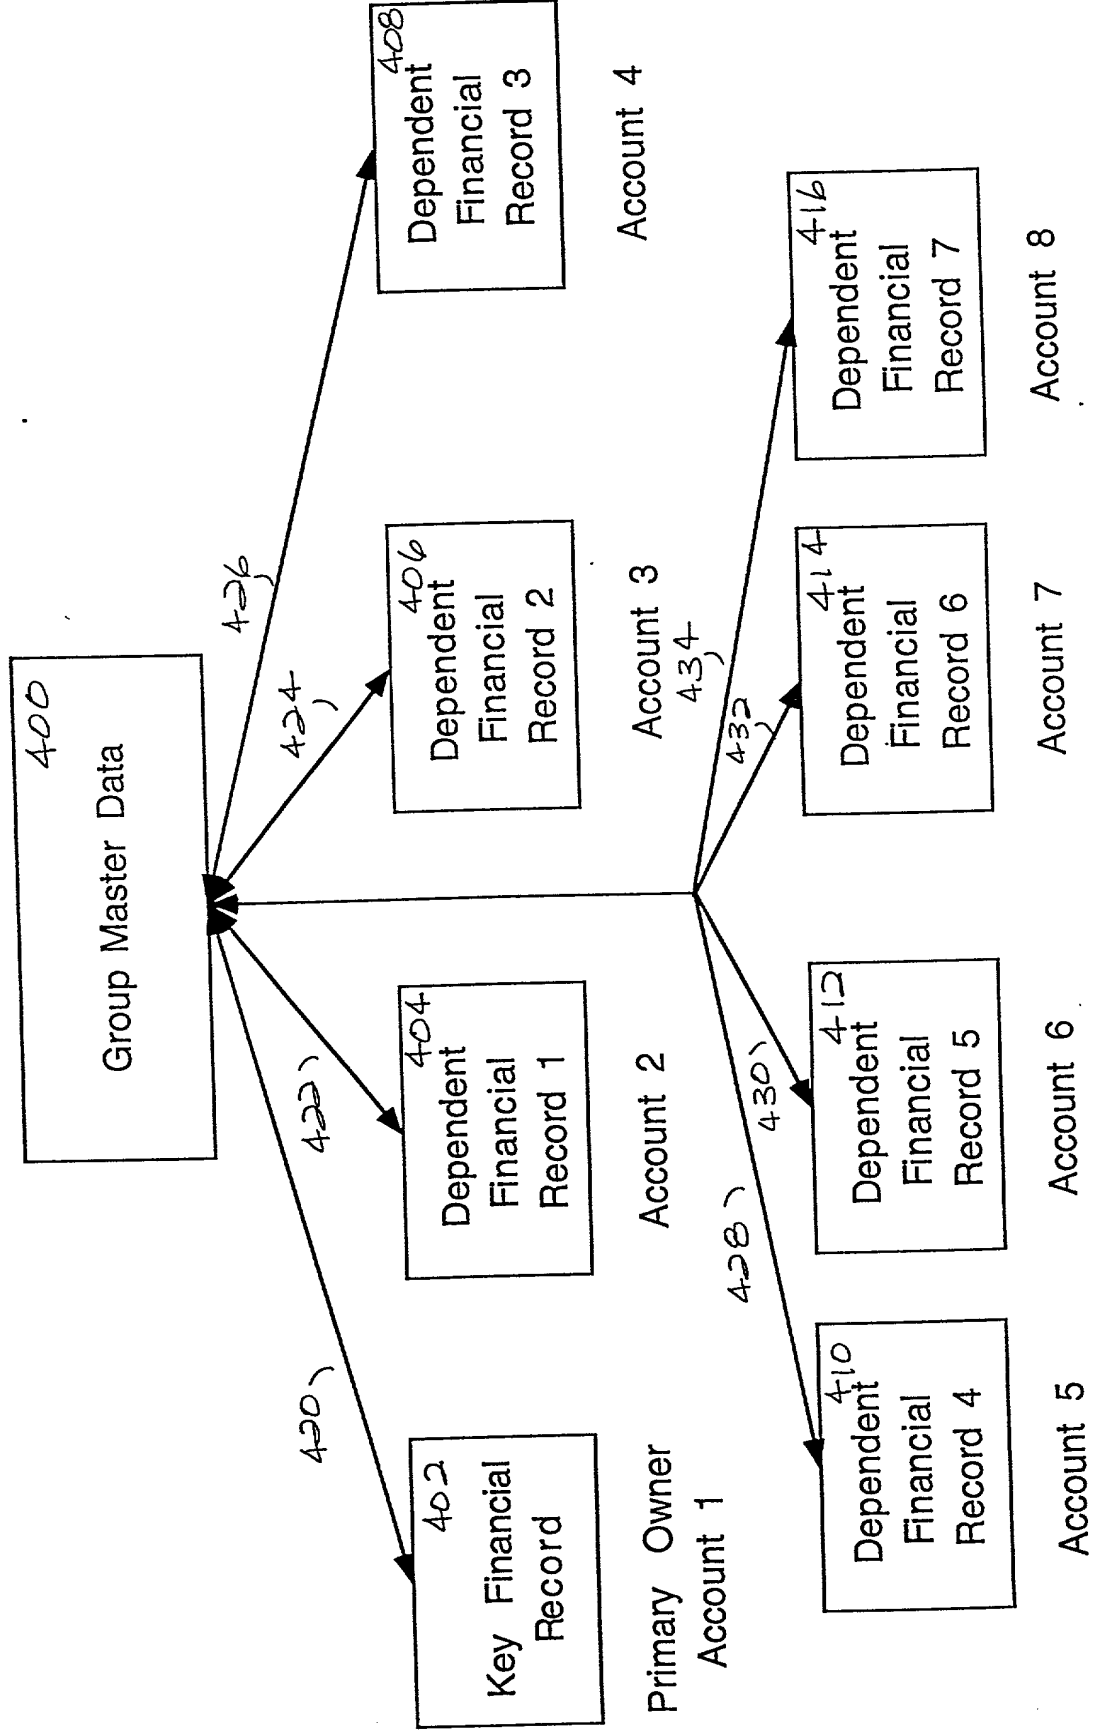 400
Group Master Data
420
422
424
426
402
Key Financial
Record
Primary Owner
Account 1
404
Dependent
Financial
Record 1
Account 2
406
Dependent
Financial
Record 2
Account 3
408
Dependent
Financial
Record 3
Account 4
428
430
432
434
410
Dependent
Financial
Record 4
Account 5
412
Dependent
Financial
Record 5
Account 6
414
Dependent
Financial
Record 6
Account 7
416
Dependent
Financial
Record 7
Account 8